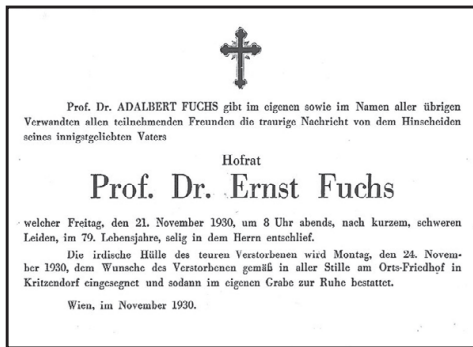 Prof. Dr. ADALBERT FUCHS gibt im eigenen sowie im Namen aller übrigen
Verwandten allen teilnehmenden Freunden die traurige Nachricht von dem Hinscheiden
seines innigstgeliebten Vaters
Hofrat
Prof. Dr. Ernst Fuchs
welcher Freitag, den 21. November 1930, um 8 Uhr abends, nach kurzem, schweren
Leiden, im 79. Lebensjahre, selig in dem Herrn entschlief.
Die irdische Hülle des teuren Verstorbenen wird Montag, den 24. Novem-
ber 1930, dem Wunsche des Verstorbenen gemäß in aller Stille am Orts-Friedhof in
Kritzendorf eingesegnet und sodann im eigenen Grabe zur Ruhe bestattet.
Wien, im November 1930.